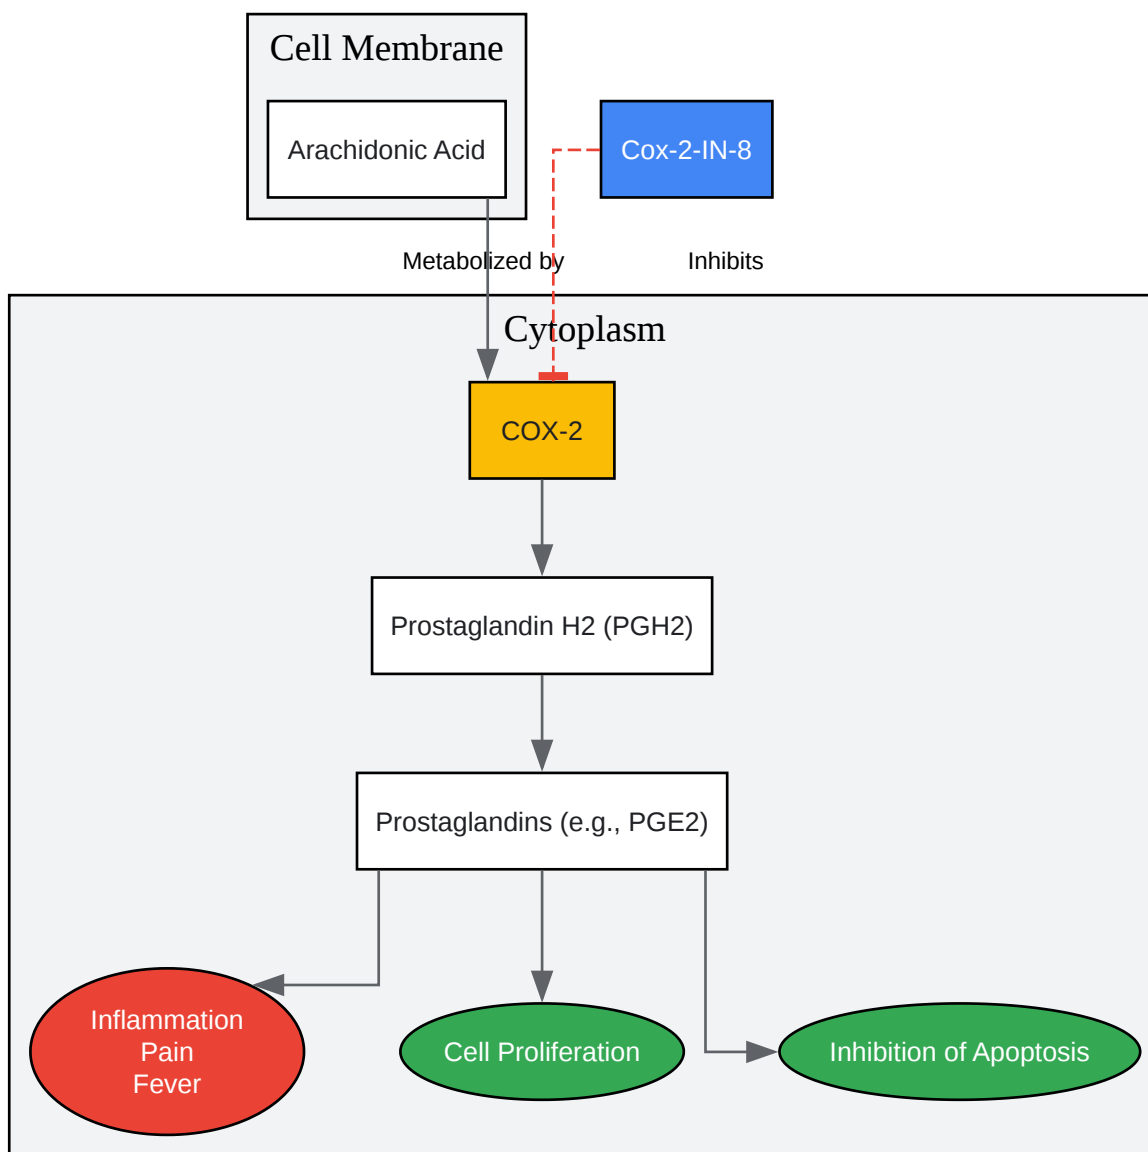 Cell Membrane
Arachidonic Acid
Cox-2-IN-8
Metabolized by
Inhibits
Cytoplasm
COX-2
Prostaglandin H2 (PGH2)
Prostaglandins (e.g., PGE2)
Inflammation
Pain
Fever
Cell Proliferation
Inhibition of Apoptosis